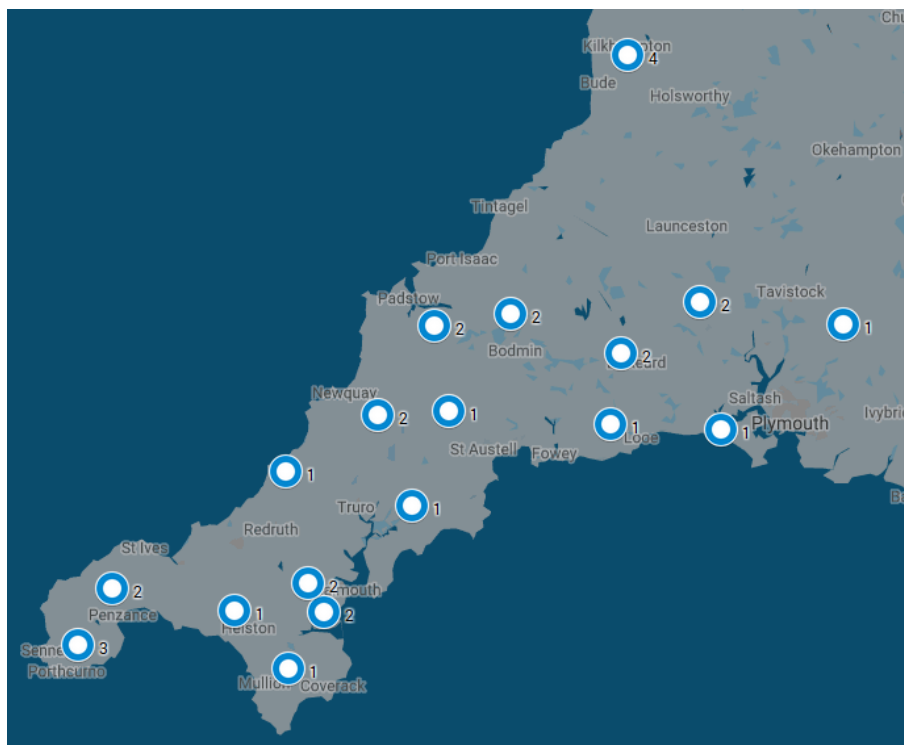 Chu
4
Bude
Holsworthy
Okehampton
Tintagel
Launceston
Port Isaac
Tavistock
Padstow
2
2
2
1
Bodmin
2
Newquay
Saltash
2
1
1
1
Plymouth
Ivybri
St Austell
Fowey
Looe
1
Truro
1
Redruth
St Ives
2
2
Penzance
1
2
Helston
3
Porthcurno
1
Mullion
Coverack